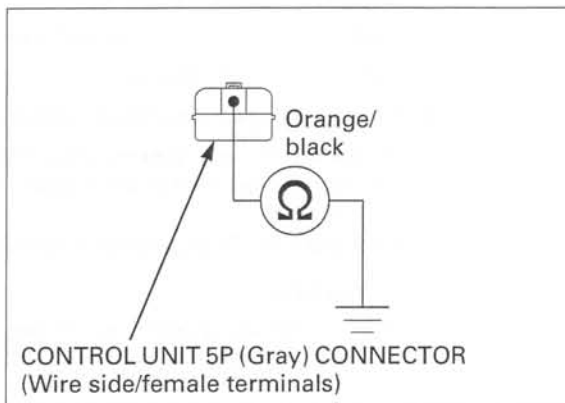 Orange/
black
Ω
CONTROL UNIT 5P (Gray) CONNECTOR
(Wire side/female terminals)